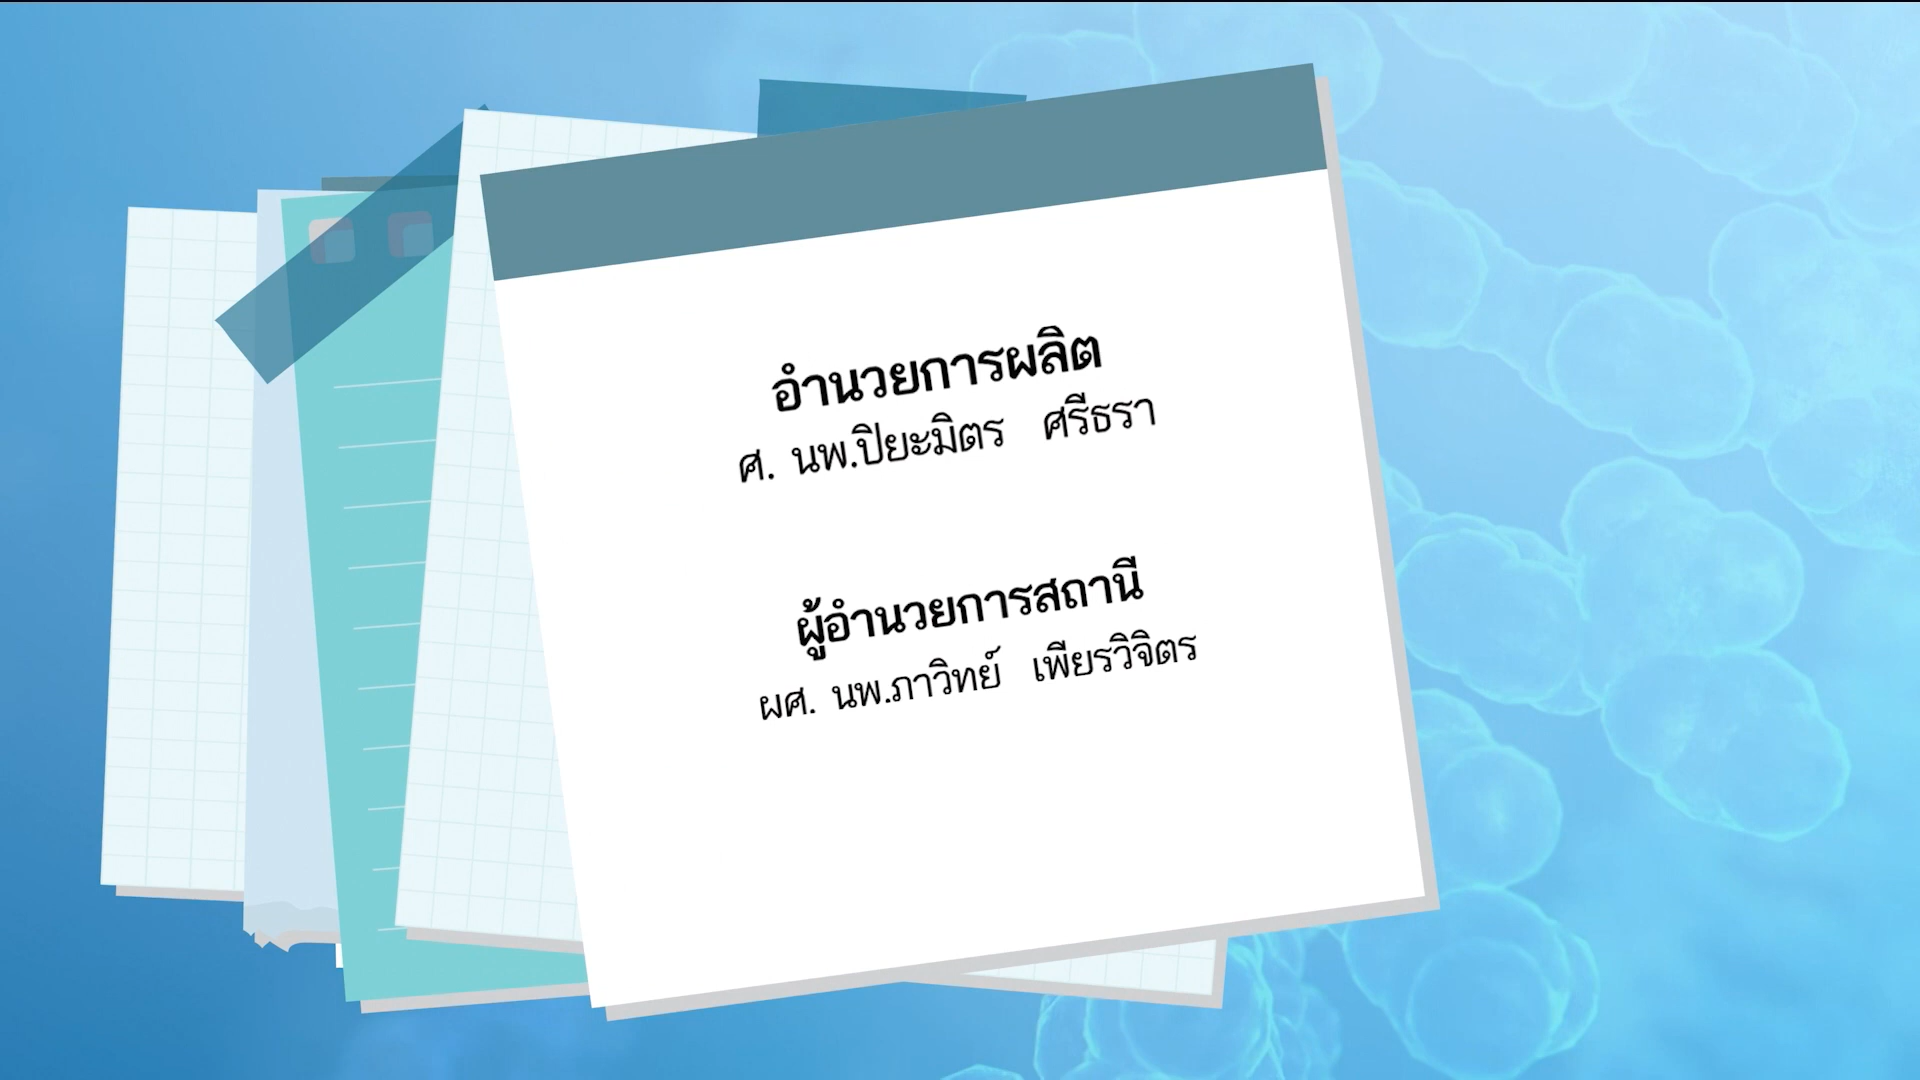 อำนวยการผลิต
ศ. นพ.ปิยะมิตร ศรีธรา
ผู้อำนวยการสถานี
ผศ. นพ.ภาวิทย์ เพียรวิจิตร